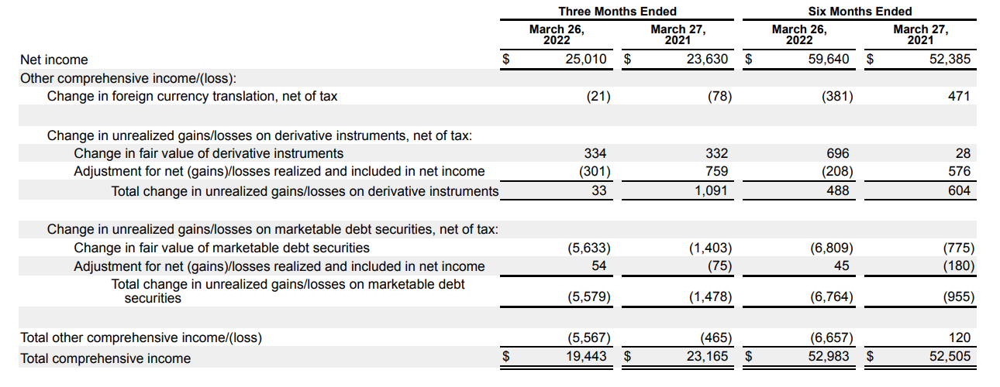 Three Months Ended Six Months Ended
March 26, 2022 March 27, 2021 March 26, 2022 March 27, 2021
Net income $ 25,010 $ 23,630 $ 59,640 $ 52,385
Other comprehensive income/(loss):
Change in foreign currency translation, net of tax (21) (78) (381) 471
Change in unrealized gains/losses on derivative instruments, net of tax:
Change in fair value of derivative instruments 334 332 696 28
Adjustment for net (gains)/losses realized and included in net income (301) 759 (208) 576
Total change in unrealized gains/losses on derivative instruments 33 1,091 488 604
Change in unrealized gains/losses on marketable debt securities, net of tax:
Change in fair value of marketable debt securities (5,633) (1,403) (6,809) (775)
Adjustment for net (gains)/losses realized and included in net income 54 (75) 45 (180)
Total change in unrealized gains/losses on marketable debt
securities (5,579) (1,478) (6,764) (955)
Total other comprehensive income/(loss) (5,567) (465) (6,657) 120
Total comprehensive income $ 19,443 $ 23,165 $ 52,983 $ 52,505